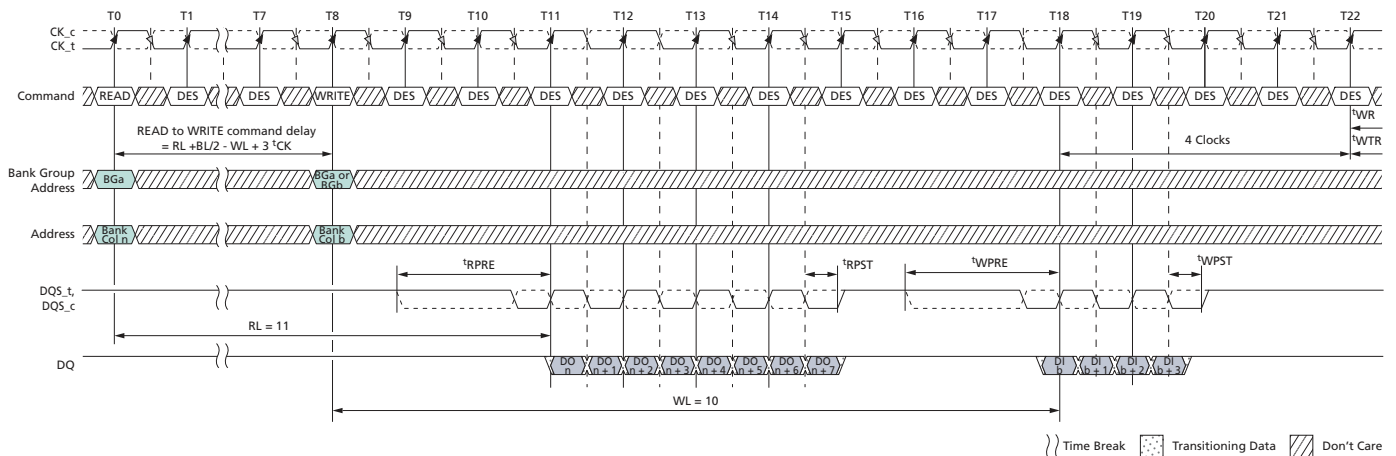 T0 T1 T7 T8 T9 T10 T11 T12 T13 T14 T15 T16 T17 T18 T19 T20 T21 T22
CK_c
CK_t
Command READ DES DES WRITE DES DES DES DES DES DES DES DES DES DES DES DES DES DES
READ to WRITE command delay
= RL +BL/2 - WL + 3 tCK
4 Clocks
tWR
tWTR
Bank Group
Address
BGa
BGa or
BGb
Address
Bank
Col n
Bank
Col b
tRPRE
tRPST
tWPRE
tWPST
DQS_t,
DQS_c
RL = 11
DQ
DO
n
DO
n + 1
DO
n + 2
DO
n + 3
DO
n + 4
DO
n + 5
DO
n + 6
DO
n + 7
DI
b
DI
b + 1
DI
b + 2
DI
b + 3
WL = 10
Time Break Transitioning Data Don't Care